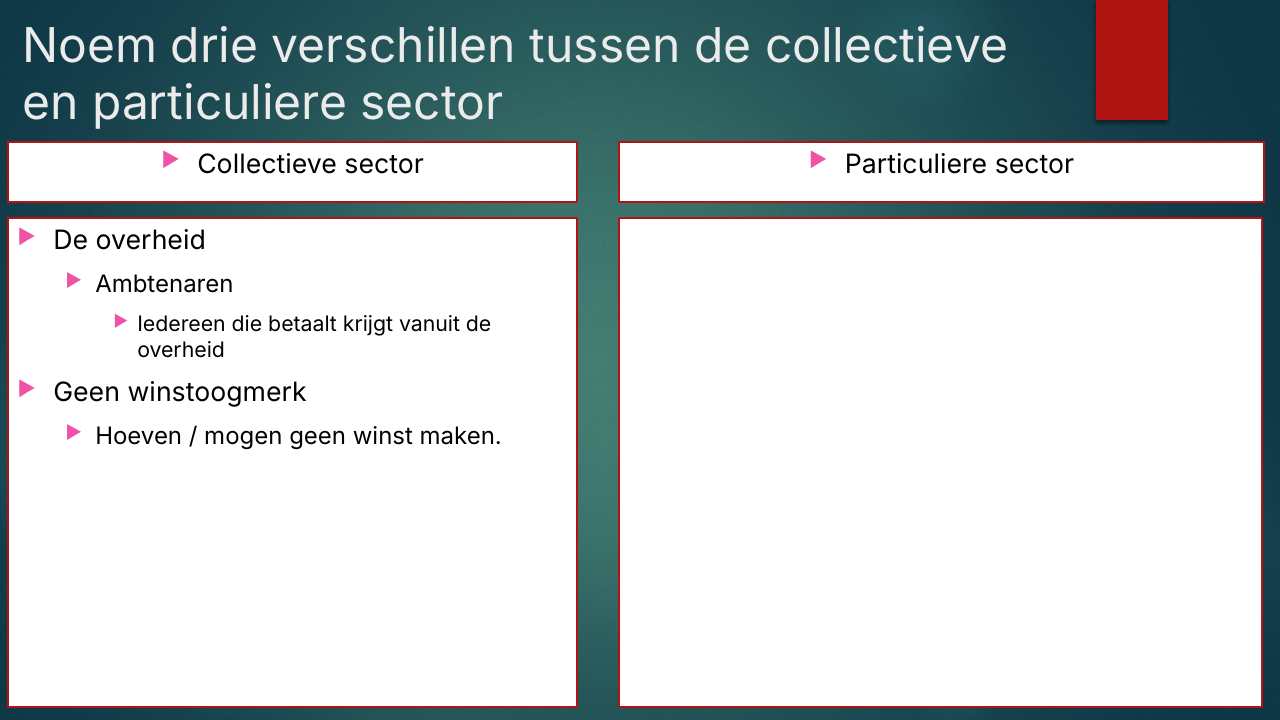 Noem drie verschillen tussen de collectieve
en particuliere sector
Collectieve sector
Particuliere sector
De overheid
Ambtenaren
Iedereen die betaalt krijgt vanuit de
overheid
Geen winstoogmerk
Hoeven / mogen geen winst maken.